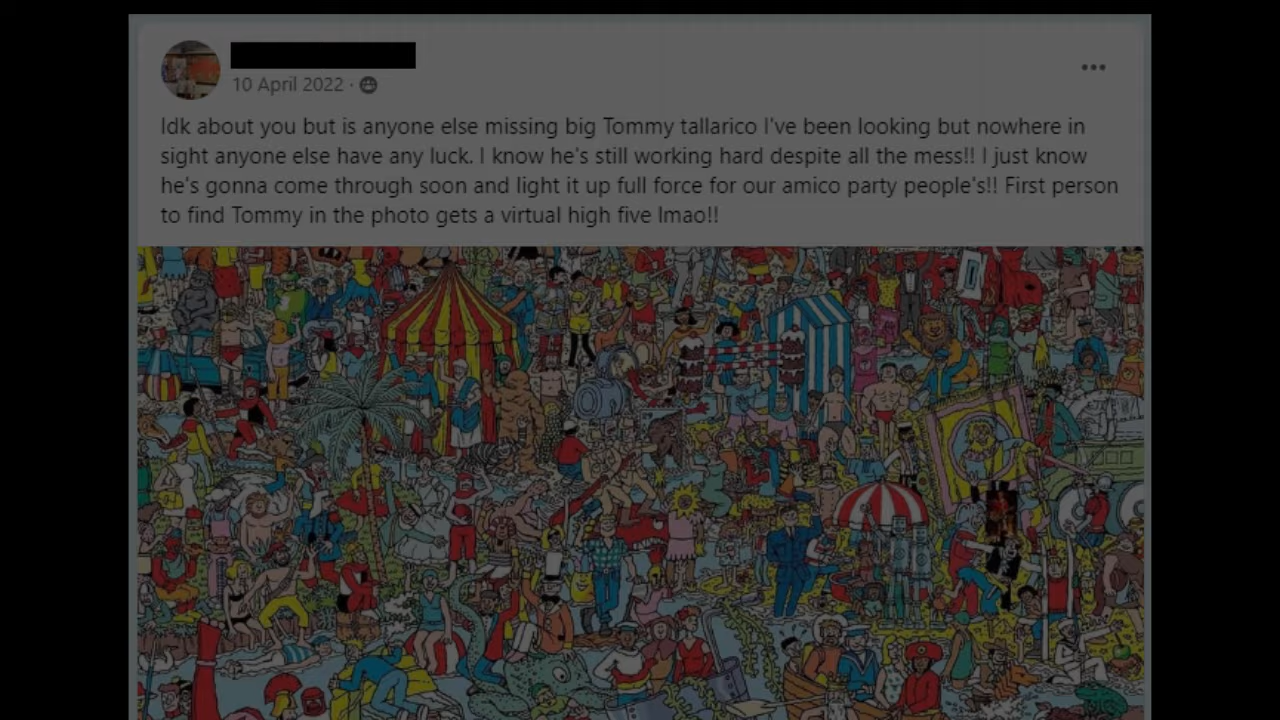 10 April 2022 ·
Idk about you but is anyone else missing big Tommy tallarico I've been looking but nowhere in
sight anyone else have any luck. I know he's still working hard despite all the mess!! I just know
he's gonna come through soon and light it up full force for our amico party people's!! First person
to find Tommy in the photo gets a virtual high five lmao!!